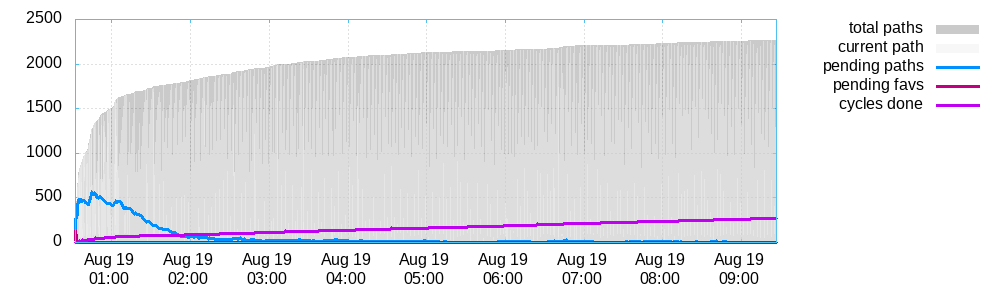 2500
2000
1500
1000
500
0
Aug 19 Aug 19 Aug 19 Aug 19 Aug 19 Aug 19 Aug 19 Aug 19 Aug 19
01:00 02:00 03:00 04:00 05:00 06:00 07:00 08:00 09:00
total paths
current path
pending paths
pending favs
cycles done